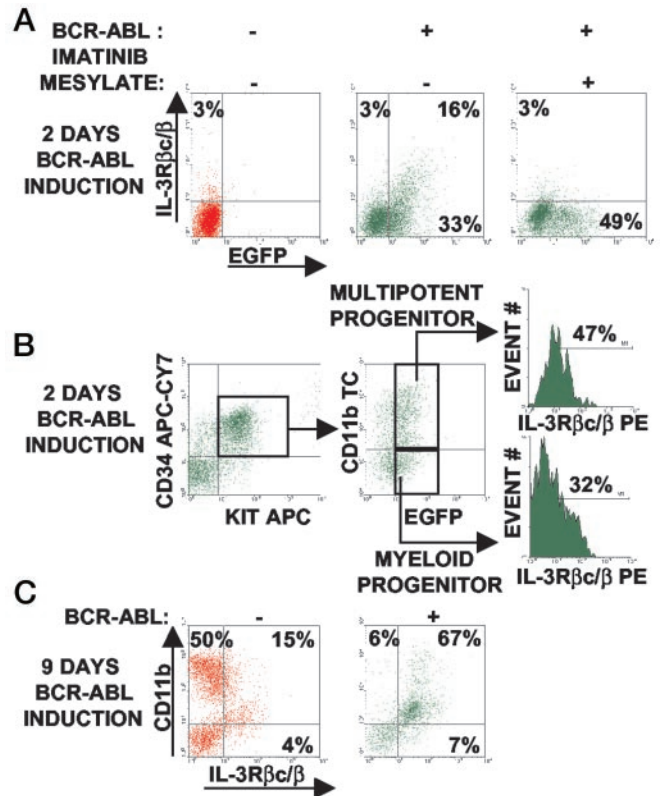 A
BCR-ABL : - + +
IMATINIB
MESYLATE: - - +
2 DAYS
BCR-ABL
INDUCTION
IL-3Rβc/β
3%
3% 16%
33%
3%
49%
EGFP
MULTIPOTENT
PROGENITOR
B
2 DAYS
BCR-ABL
INDUCTION
CD34 APC-CY7
KIT APC
CD11b TC
EGFP
EVENT #
47%
IL-3Rβc/β PE
EVENT #
32%
IL-3Rβc/β PE
MYELOID
PROGENITOR
C
BCR-ABL: - +
9 DAYS
BCR-ABL
INDUCTION
CD11b
50% 15%
4%
6% 67%
7%
IL-3Rβc/β